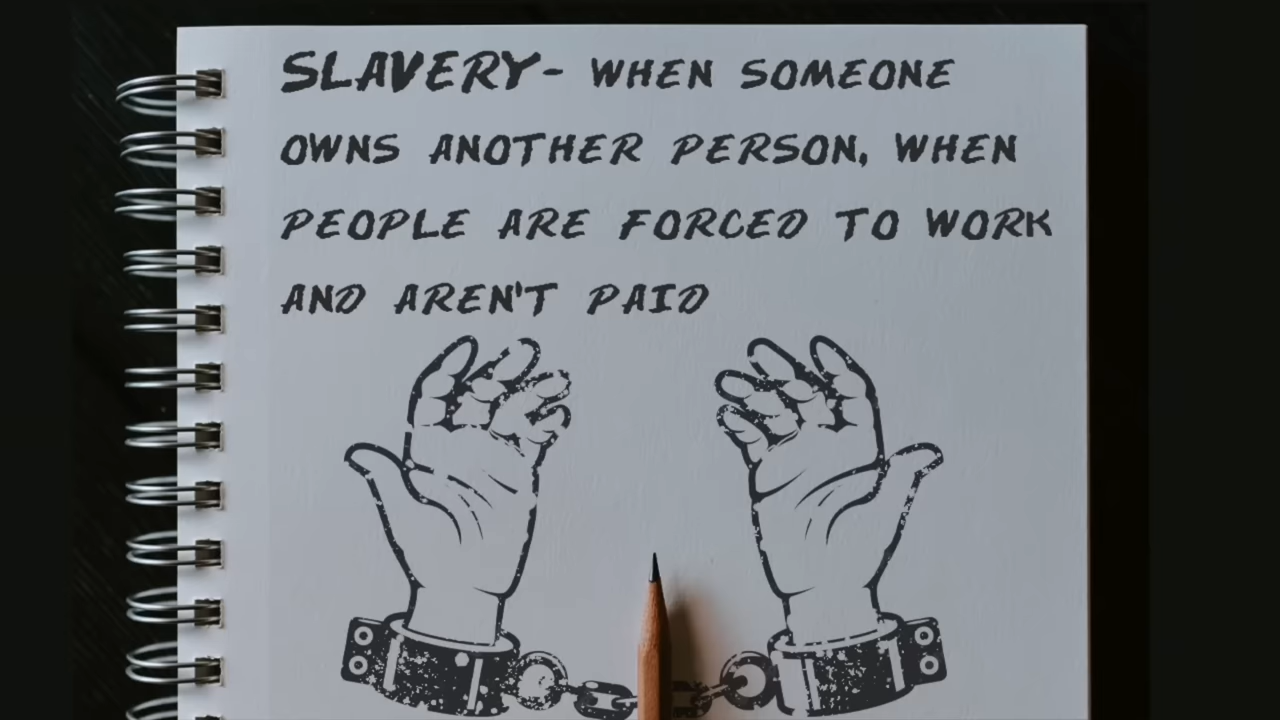 SLAVERY- WHEN SOMEONE
OWNS ANOTHER PERSON, WHEN
PEOPLE ARE FORCED TO WORK
AND AREN'T PAID